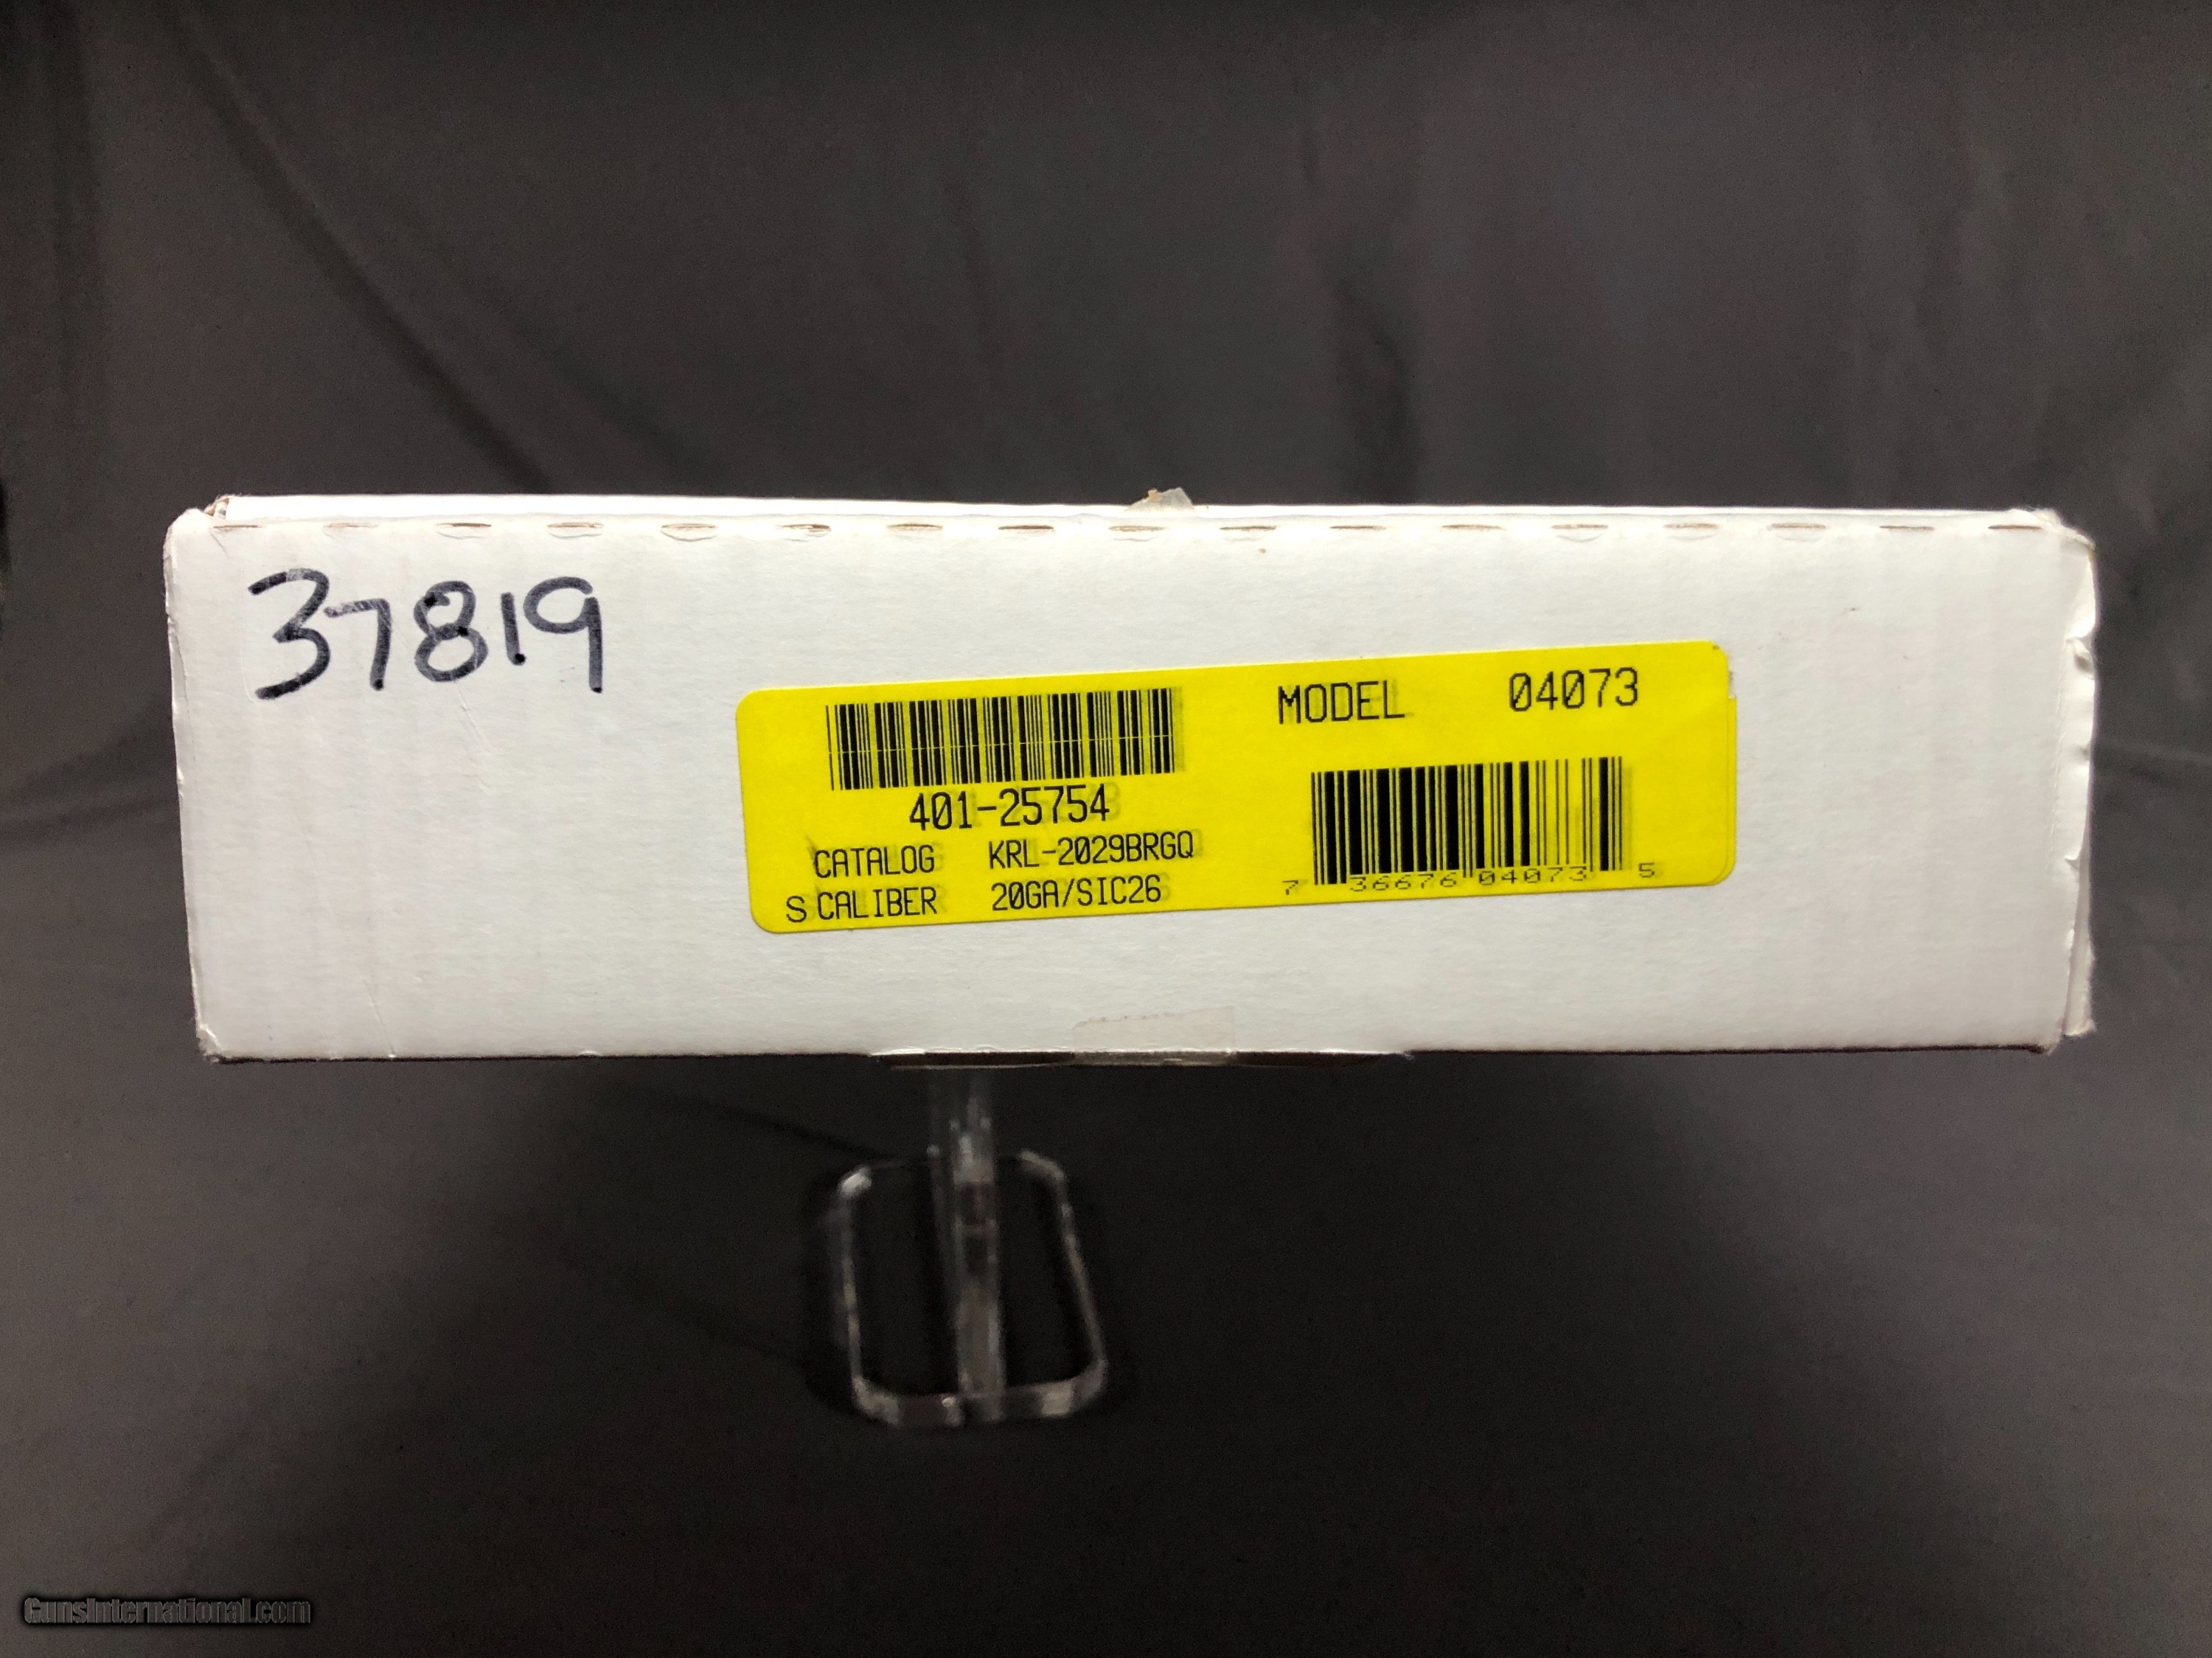 37819
MODEL 04073
401-25754
CATALOG KRL-2029BRGQ
S CALIBER 20GA/SIC26
7 36676 04073 5
GunsInternational.com